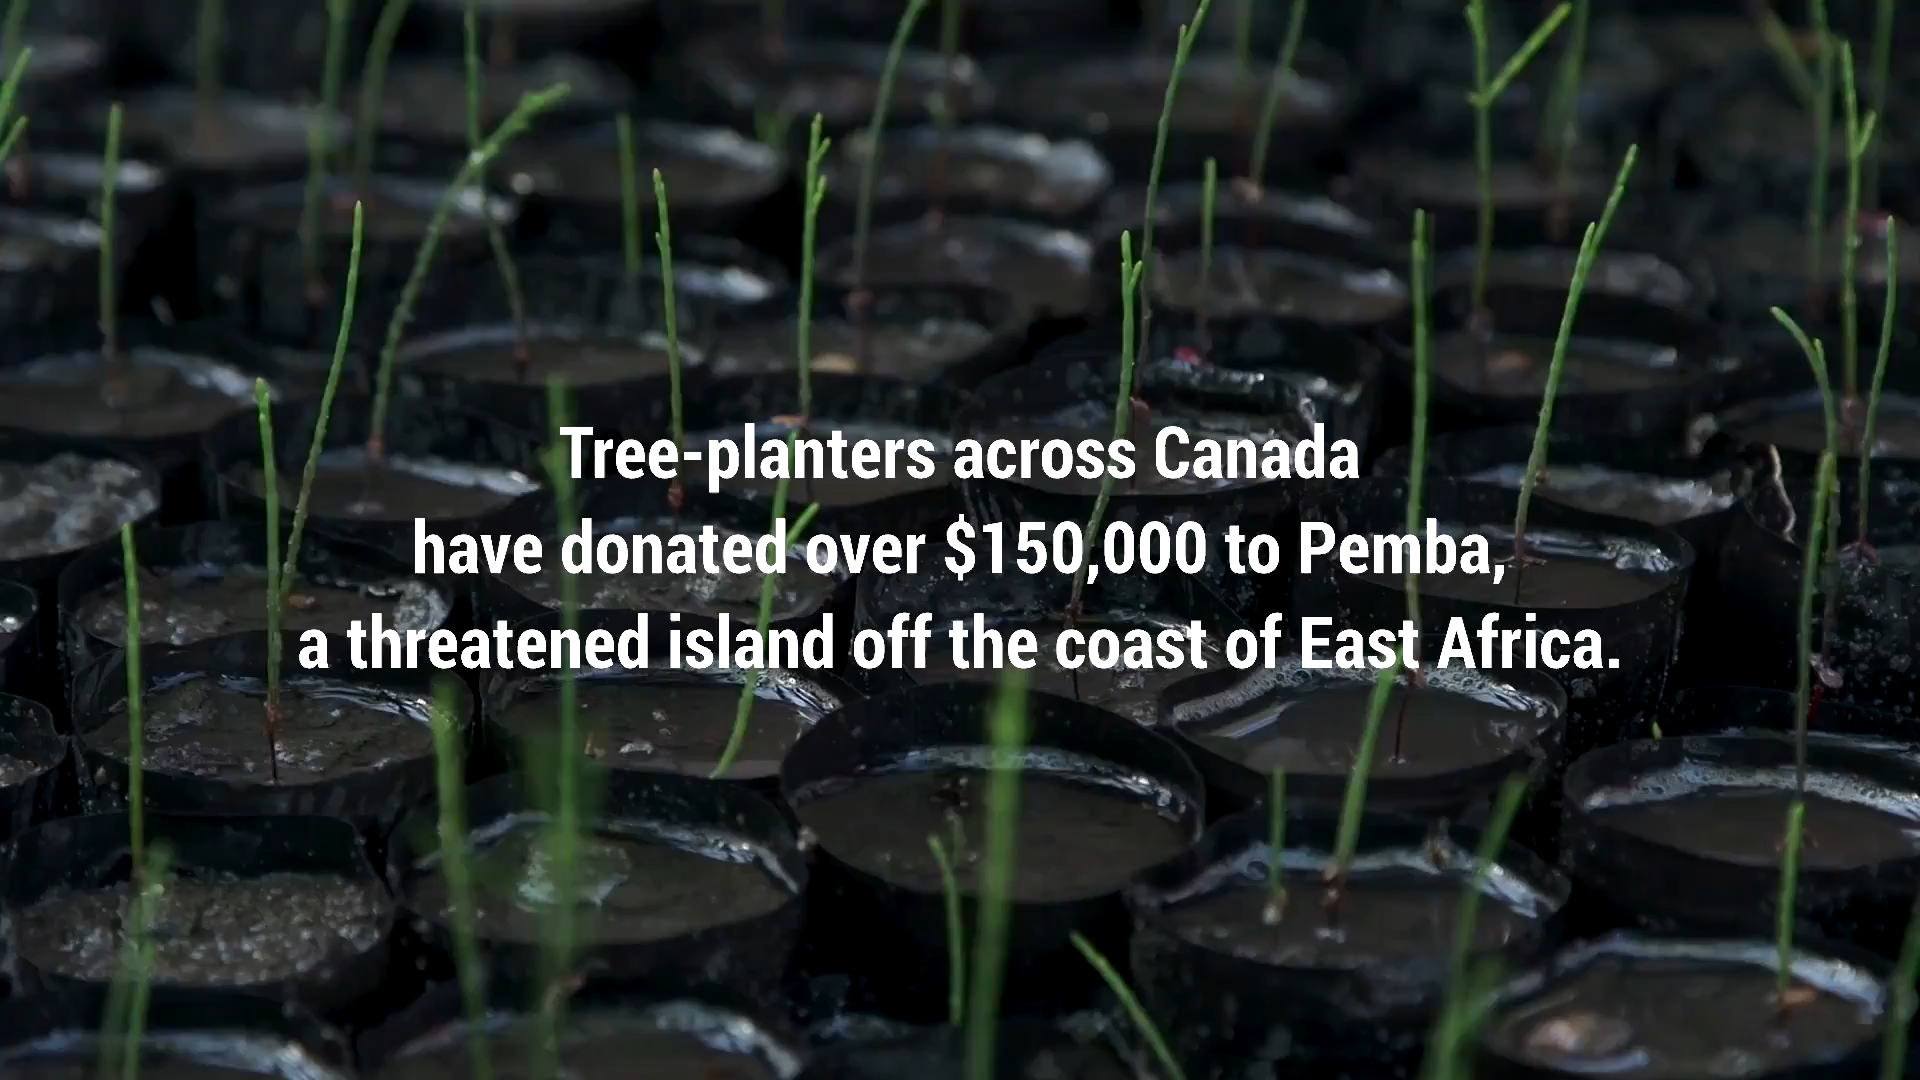 Tree-planters across Canada
have donated over $150,000 to Pemba,
a threatened island off the coast of East Africa.